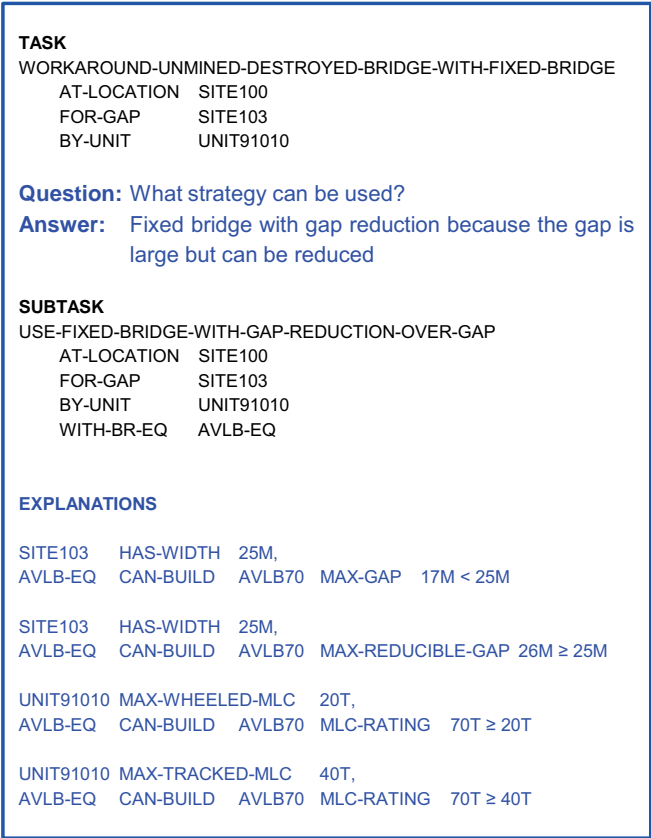 TASK
WORKAROUND-UNMINED-DESTROYED-BRIDGE-WITH-FIXED-BRIDGE
AT-LOCATION SITE100
FOR-GAP SITE103
BY-UNIT UNIT91010
Question: What strategy can be used?
Answer: Fixed bridge with gap reduction because the gap is
large but can be reduced
SUBTASK
USE-FIXED-BRIDGE-WITH-GAP-REDUCTION-OVER-GAP
AT-LOCATION SITE100
FOR-GAP SITE103
BY-UNIT UNIT91010
WITH-BR-EQ AVLB-EQ
EXPLANATIONS
SITE103 HAS-WIDTH 25M,
AVLB-EQ CAN-BUILD AVLB70 MAX-GAP 17M < 25M
SITE103 HAS-WIDTH 25M,
AVLB-EQ CAN-BUILD AVLB70 MAX-REDUCIBLE-GAP 26M ≥ 25M
UNIT91010 MAX-WHEELED-MLC 20T,
AVLB-EQ CAN-BUILD AVLB70 MLC-RATING 70T ≥ 20T
UNIT91010 MAX-TRACKED-MLC 40T,
AVLB-EQ CAN-BUILD AVLB70 MLC-RATING 70T ≥ 40T